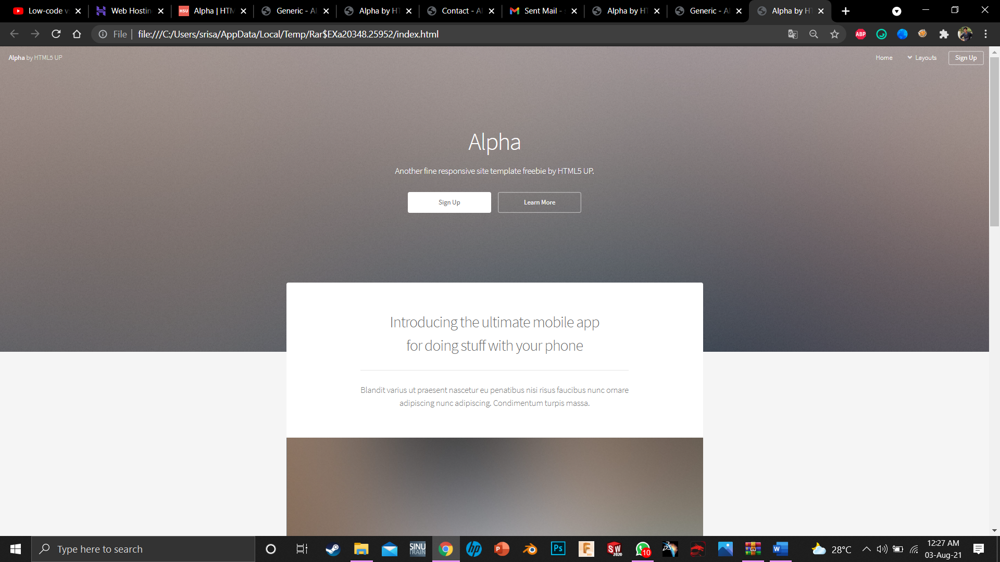 Low-code v
Web Hostin
HSU
Alpha | HTM
Generic - Al
Alpha by HT
Contact - Al
Sent Mail - s
Alpha by HT
Generic - Al
Alpha by HT
File
file:///C:/Users/srisa/AppData/Local/Temp/Rar$EXa20348.25952/index.html
ABP
Alpha by HTML5 UP
Home
Layouts
Sign Up
Alpha
Another fine responsive site template freebie by HTML5 UP.
Sign Up
Learn More
Introducing the ultimate mobile app
for doing stuff with your phone
Blandit varius ut praesent nascetur eu penatibus nisi risus faucibus nunc ornare
adipiscing nunc adipiscing. Condimentum turpis massa.
Type here to search
SINU
TRAIN
hp
P
Ps
F
SW
2020
10
W
28°C
12:27 AM
03-Aug-21